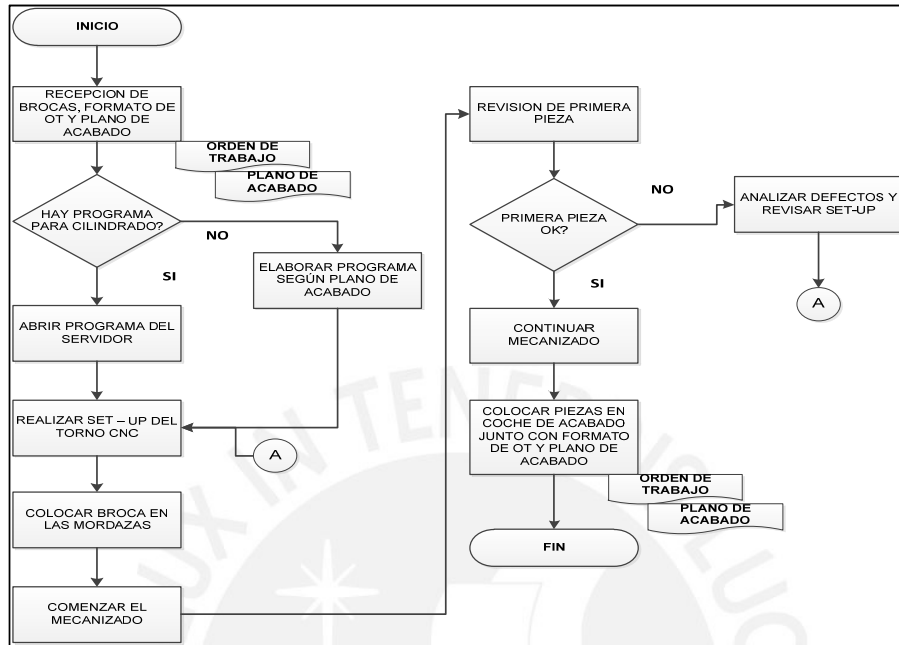 INICIO
RECEPCION DE
BROCAS, FORMATO DE
OT Y PLANO DE
ACABADO
ORDEN DE
TRABAJO
PLANO DE
ACABADO
HAY PROGRAMA
PARA CILINDRADO?
NO
SI
ELABORAR PROGRAMA
SEGÚN PLANO DE
ACABADO
ABRIR PROGRAMA DEL
SERVIDOR
REALIZAR SET – UP DEL
TORNO CNC
A
COLOCAR BROCA EN
LAS MORDAZAS
COMENZAR EL
MECANIZADO
REVISION DE PRIMERA
PIEZA
PRIMERA PIEZA
OK?
NO
ANALIZAR DEFECTOS Y
REVISAR SET-UP
A
SI
CONTINUAR
MECANIZADO
COLOCAR PIEZAS EN
COCHE DE ACABADO
JUNTO CON FORMATO
DE OT Y PLANO DE
ACABADO
ORDEN DE
TRABAJO
PLANO DE
ACABADO
FIN